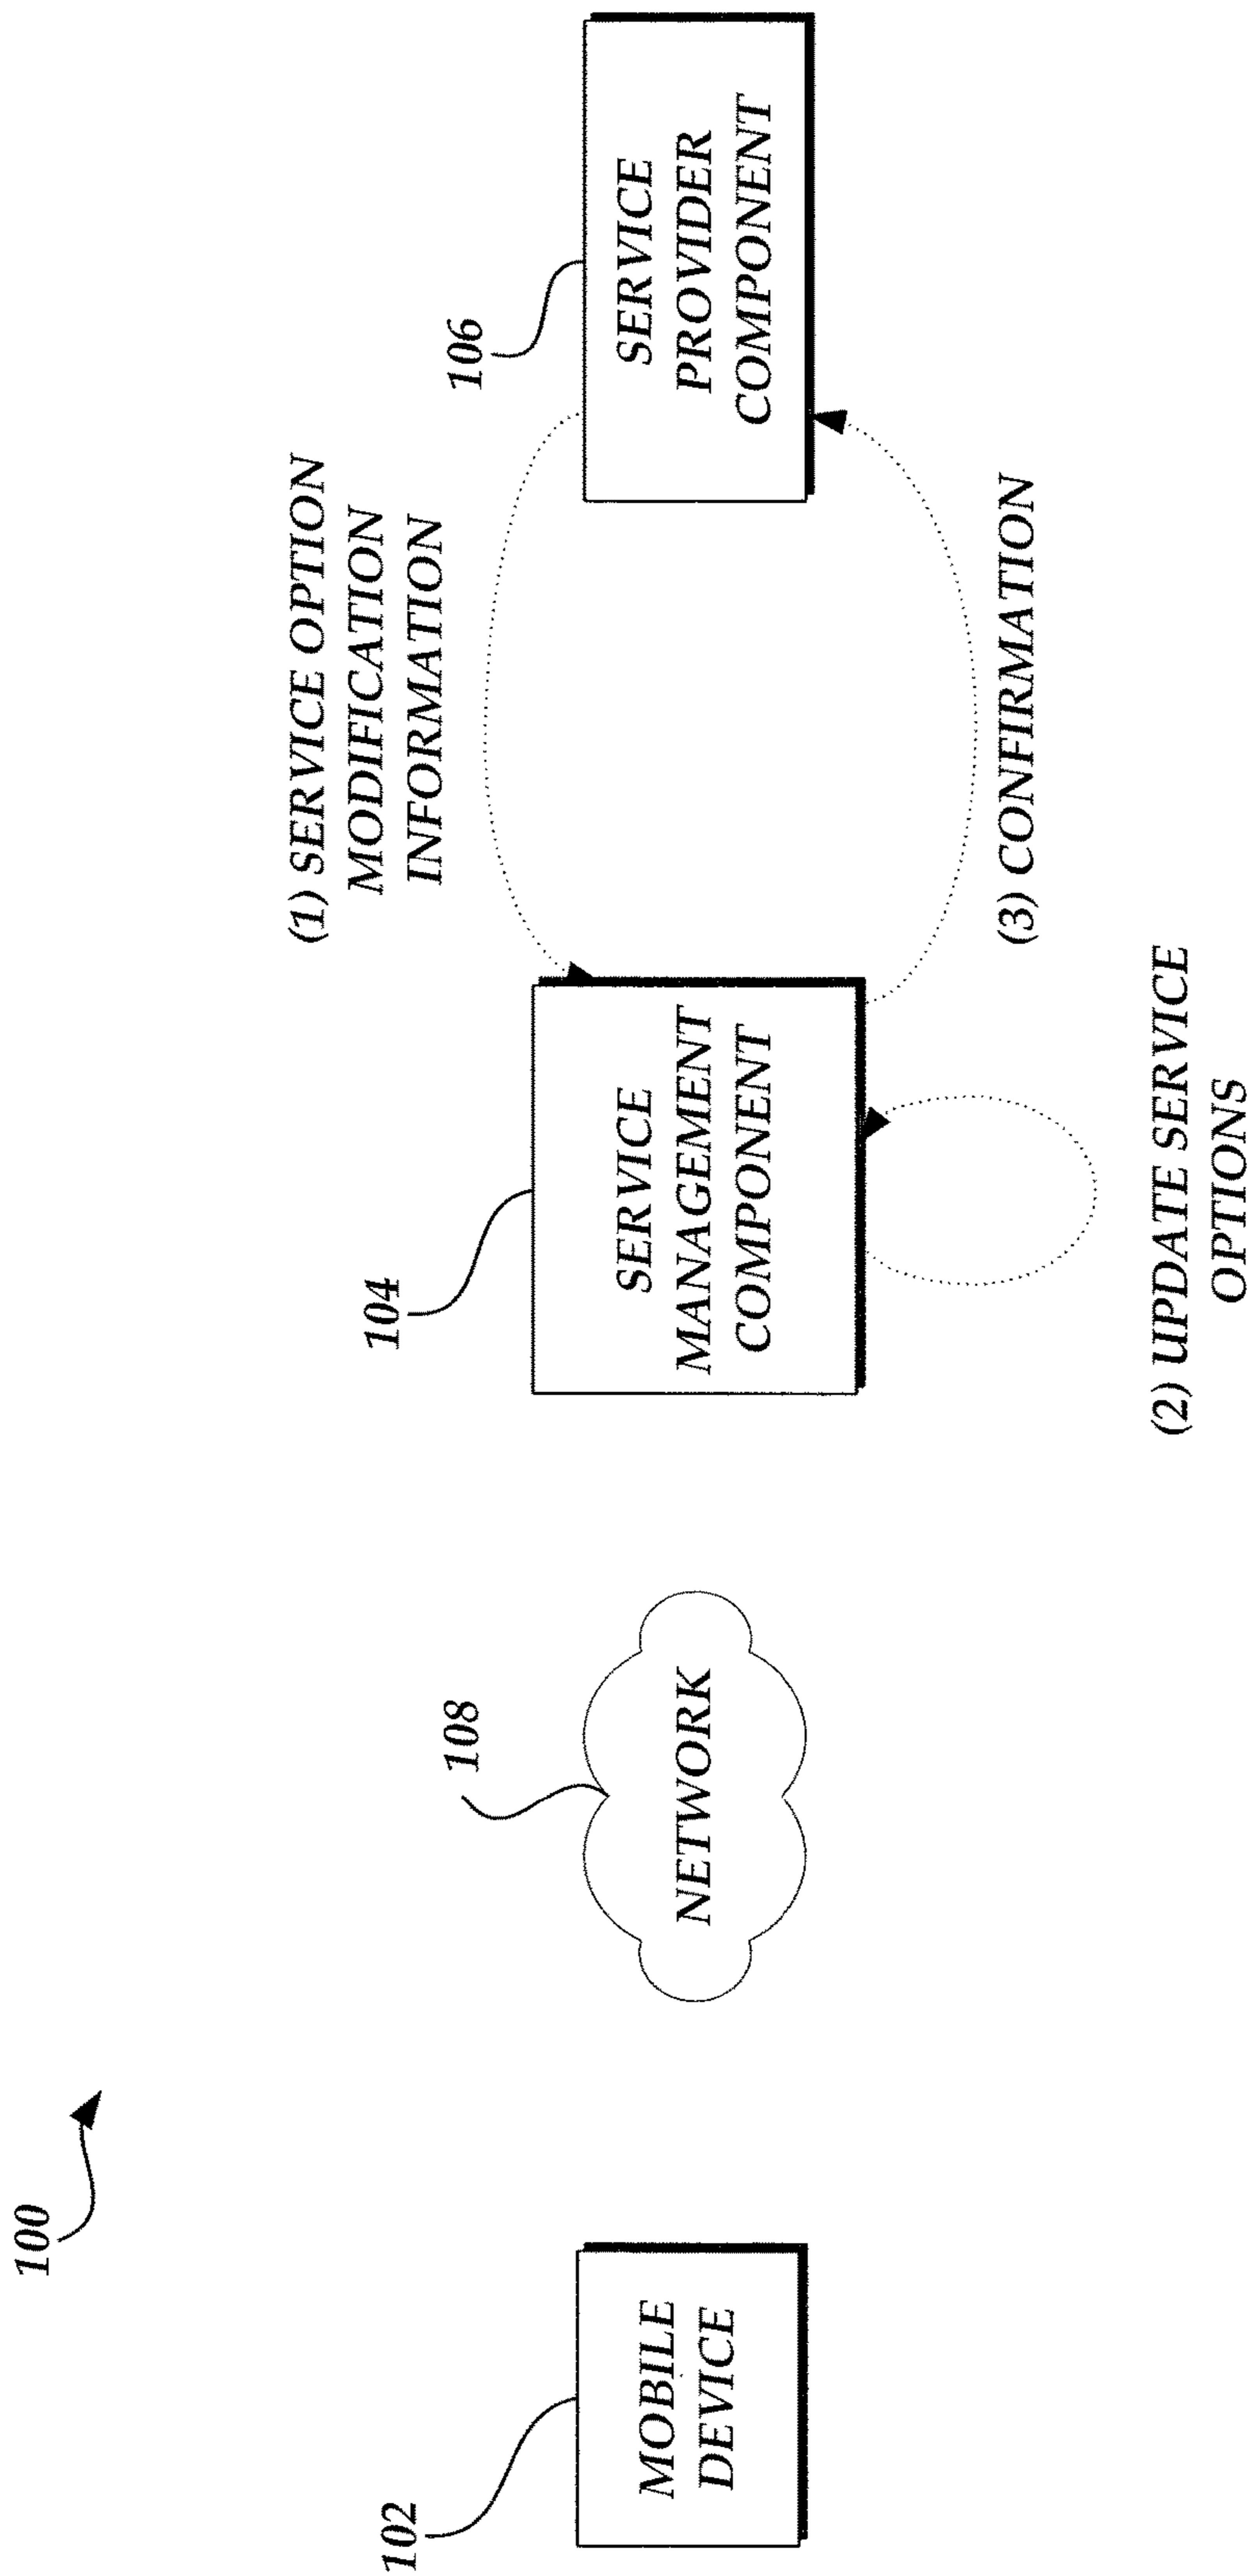 100
102
MOBILE
DEVICE
108
NETWORK
104
SERVICE
MANAGEMENT
COMPONENT
(1) SERVICE OPTION
MODIFICATION
INFORMATION
106
SERVICE
PROVIDER
COMPONENT
(2) UPDATE SERVICE
OPTIONS
(3) CONFIRMATION